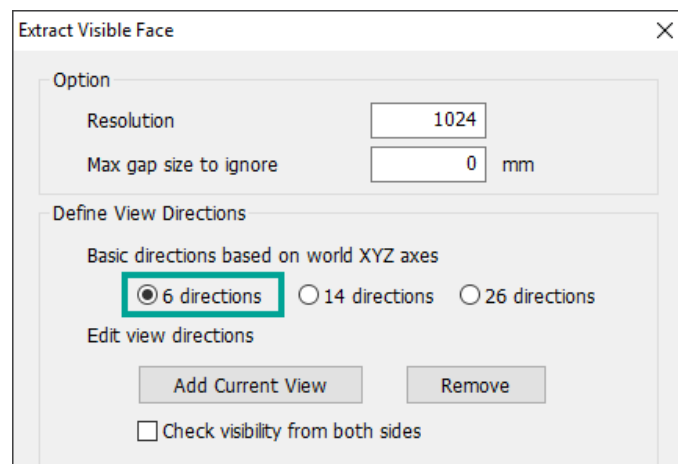 Extract Visible Face
Option
Resolution 1024
Max gap size to ignore 0 mm
Define View Directions
Basic directions based on world XYZ axes
6 directions 14 directions 26 directions
Edit view directions
Add Current View Remove
Check visibility from both sides